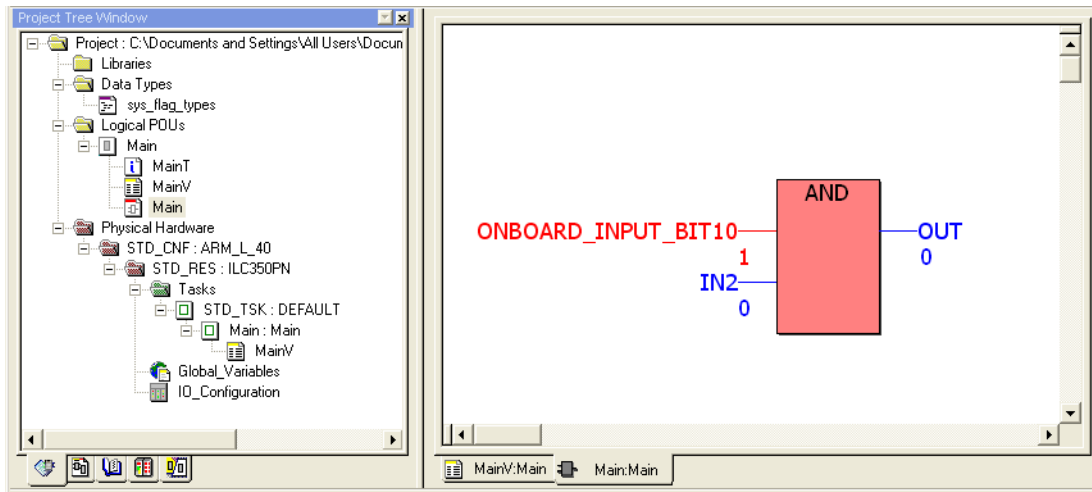 Project Tree Window
Project : C:\Documents and Settings\All Users\Docun
Libraries
Data Types
sys_flag_types
Logical POUs
Main
MainT
MainV
Main
Physical Hardware
STD_CNF : ARM_L_40
STD_RES : ILC350PN
Tasks
STD_TSK : DEFAULT
Main : Main
MainV
Global_Variables
IO_Configuration
AND
ONBOARD_INPUT_BIT10
OUT
1
0
IN2
0
MainV:Main
Main:Main